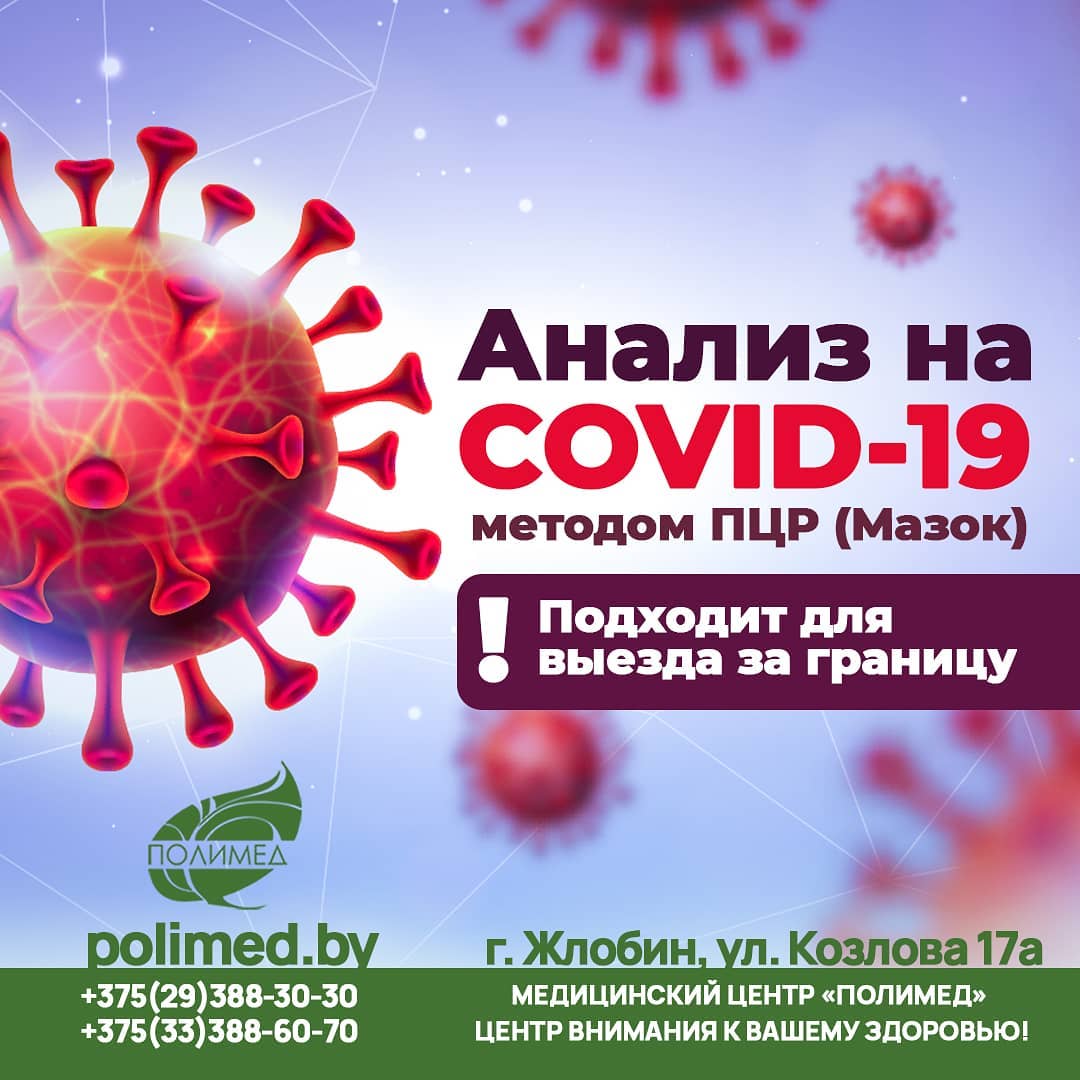 Анализ на
COVID-19
методом ПЦР (Мазок)
! Подходит для
выезда за границу
ПОЛИМЕД
polimed.by
г. Жлобин, ул. Козлова 17а
+375(29)388-30-30
+375(33)388-60-70
МЕДИЦИНСКИЙ ЦЕНТР «ПОЛИМЕД»
ЦЕНТР ВНИМАНИЯ К ВАШЕМУ ЗДОРОВЬЮ!